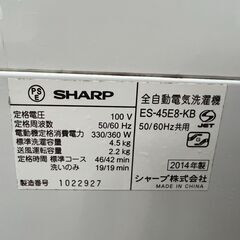 PS
E
SHARP
全自動電気洗濯機
定格電圧 100 V
ES-45E8-KB
定格周波数 50/60 Hz
50/60Hz共用
JET
電動機定格消費電力 330/360 W
標準洗濯容量 4.5 kg
送風乾燥容量 2.2 kg
定格時間 標準コース 46/42 min
洗いのみ 19/19 min
2014年製
製造番号 1022927
シャープ株式会社